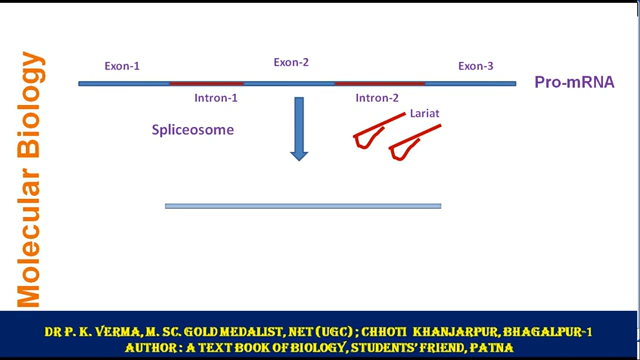 Molecular Biology
Exon-1
Exon-2
Exon-3
Pro-mRNA
Intron-1
Intron-2
Spliceosome
Lariat
DR P. K. VERMA, M. SC. GOLD MEDALIST, NET (UGC) ; CHHOTI KHANJARPUR, BHAGALPUR-1
AUTHOR : A TEXT BOOK OF BIOLOGY, STUDENTS' FRIEND, PATNA